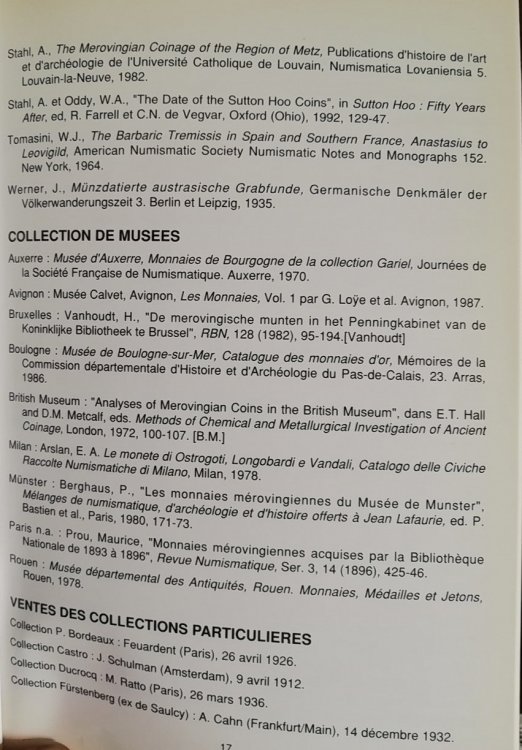 Stahl, A., The Merovingian Coinage of the Region of Metz, Publications d'histoire de l'art
et d'archéologie de l'Université Catholique de Louvain, Numismatica Lovaniensia 5.
Louvain-la-Neuve, 1982.
Stahl, A. et Oddy, W.A., "The Date of the Sutton Hoo Coins", in Sutton Hoo : Fifty Years
After, ed, R. Farrell et C.N. de Vegvar, Oxford (Ohio), 1992, 129-47.
Tomasini, W.J., The Barbaric Tremissis in Spain and Southern France, Anastasius to
Leovigild, American Numismatic Society Numismatic Notes and Monographs 152.
New York, 1964.
Werner, J., Münzdatierte austrasische Grabfunde, Germanische Denkmäler der
Völkerwanderungszeit 3. Berlin et Leipzig, 1935.
COLLECTION DE MUSEES
Auxerre : Musée d'Auxerre, Monnaies de Bourgogne de la collection Gariel, Journées de
la Société Française de Numismatique. Auxerre, 1970.
Avignon : Musée Calvet, Avignon, Les Monnaies, Vol. 1 par G. Loÿe et al. Avignon, 1987.
Bruxelles : Vanhoudt, H., "De merovingische munten in het Penningkabinet van de
Koninklijke Bibliotheek te Brussel", RBN, 128 (1982), 95-194.[Vanhoudt]
Boulogne : Musée de Boulogne-sur-Mer, Catalogue des monnaies d'or, Mémoires de la
Commission départementale d'Histoire et d'Archéologie du Pas-de-Calais, 23. Arras,
1986.
British Museum : "Analyses of Merovingian Coins in the British Museum", dans E.T. Hall
and D.M. Metcalf, eds. Methods of Chemical and Metallurgical Investigation of Ancient
Coinage, London, 1972, 100-107. [B.M.]
Milan : Arslan, E. A. Le monete di Ostrogoti, Longobardi e Vandali, Catalogo delle Civiche
Raccolte Numismatiche di Milano, Milan, 1978.
Münster : Berghaus, P., "Les monnaies mérovingiennes du Musée de Munster",
Mélanges de numismatique, d'archéologie et d'histoire offerts à Jean Lafaurie, ed. P.
Bastien et al., Paris, 1980, 171-73.
Paris n.a. : Prou, Maurice, "Monnaies mérovingiennes acquises par la Bibliothèque
Nationale de 1893 à 1896", Revue Numismatique, Ser. 3, 14 (1896), 425-46.
Rouen : Musée départemental des Antiquités, Rouen. Monnaies, Médailles et Jetons,
Rouen, 1978.
VENTES DES COLLECTIONS PARTICULIERES
Collection P. Bordeaux : Feuardent (Paris), 26 avril 1926.
Collection Castro : J. Schulman (Amsterdam), 9 avril 1912.
Collection Ducrocq : M. Ratto (Paris), 26 mars 1936.
Collection Fürstenberg (ex de Saulcy) : A. Cahn (Frankfurt/Main), 14 décembre 1932.
17